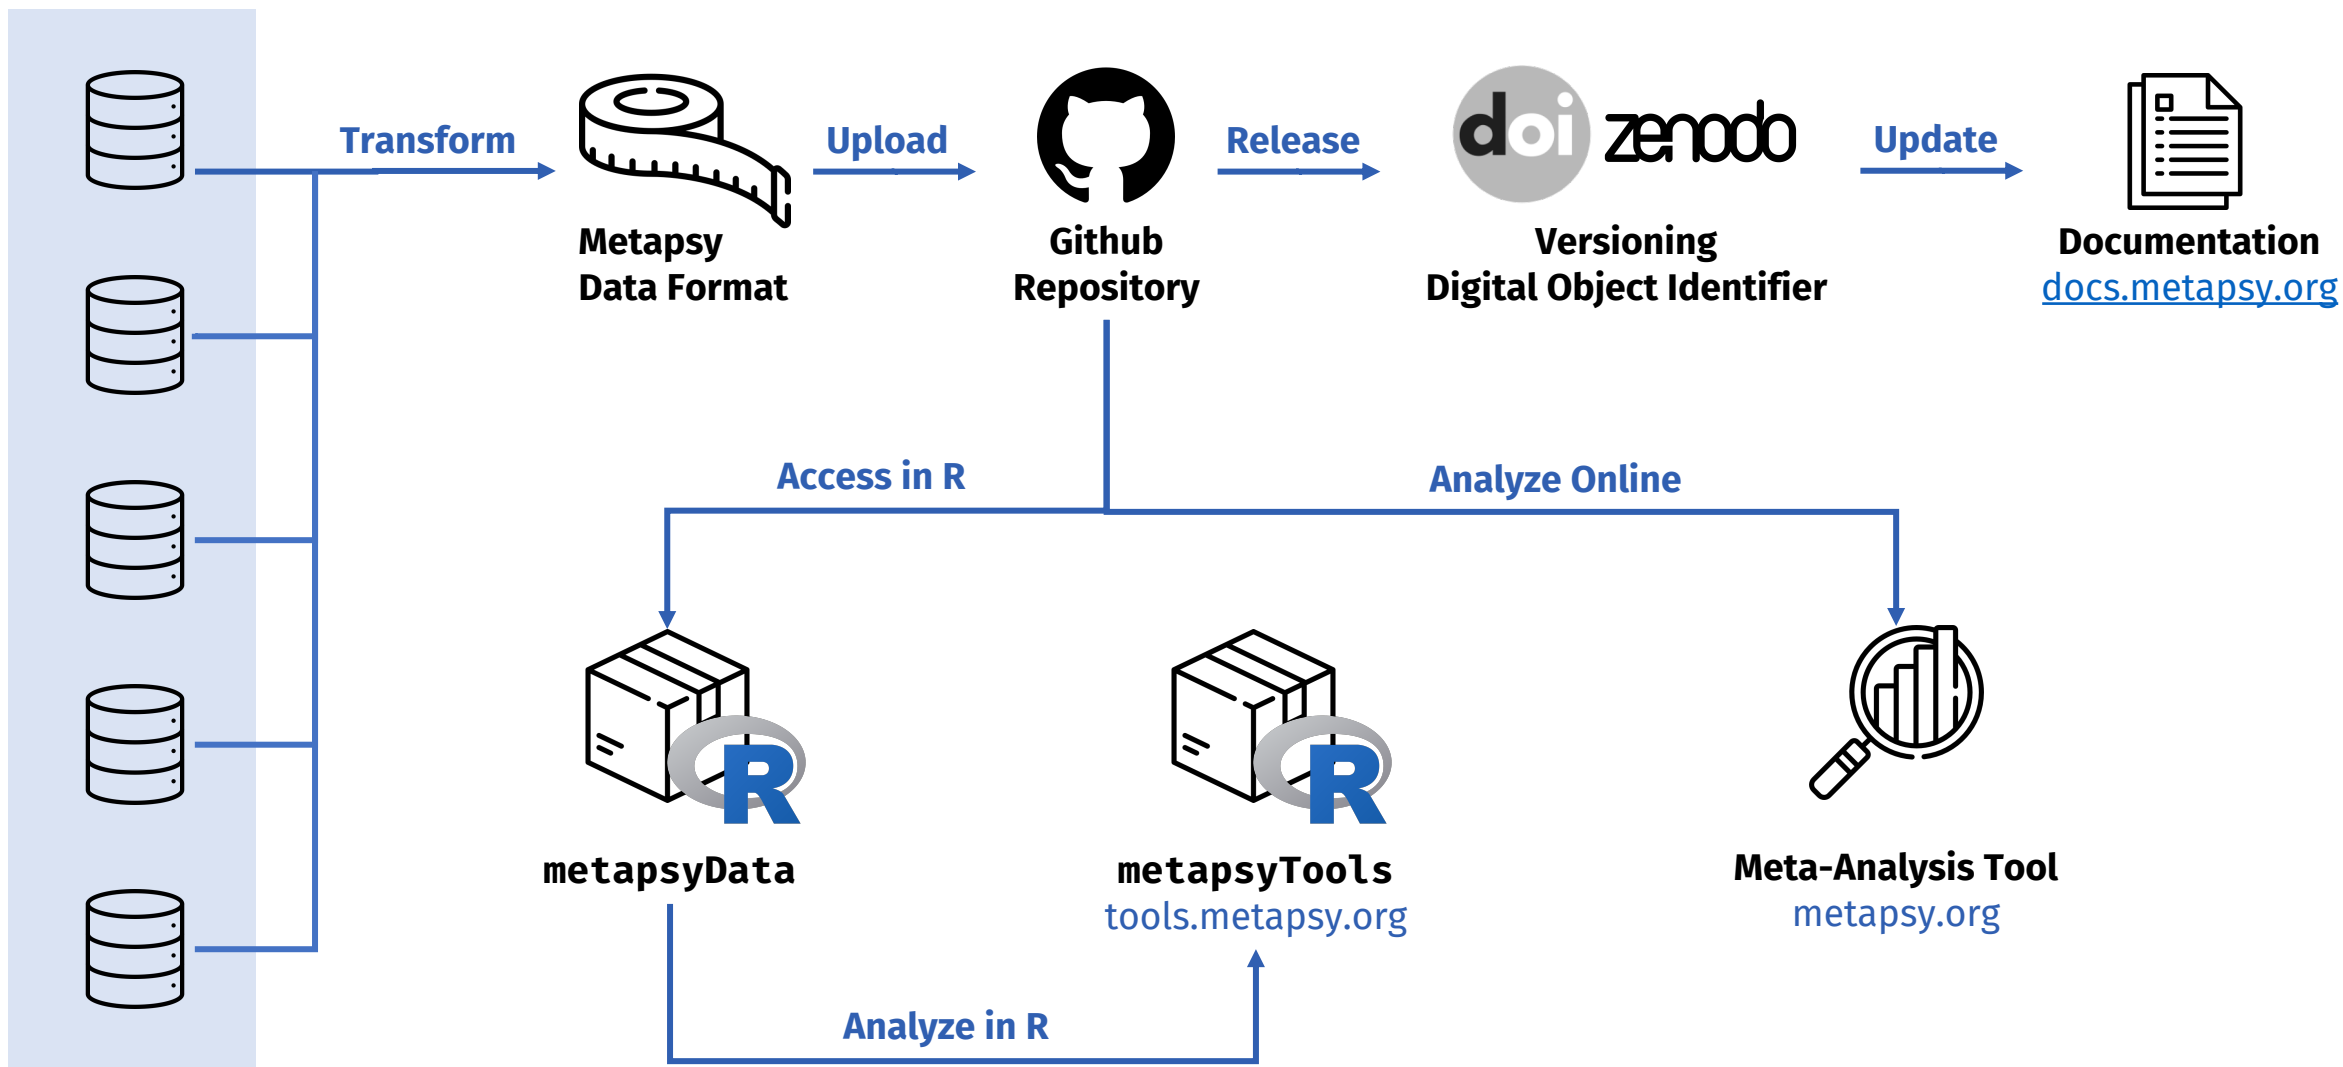 Transform
Upload
Release
doi zenodo
Update
Metapsy
Data Format
Github
Repository
Versioning
Digital Object Identifier
Documentation
docs.metapsy.org
Access in R
Analyze Online
R
R
metapsyData
metapsyTools
tools.metapsy.org
Meta-Analysis Tool
metapsy.org
Analyze in R